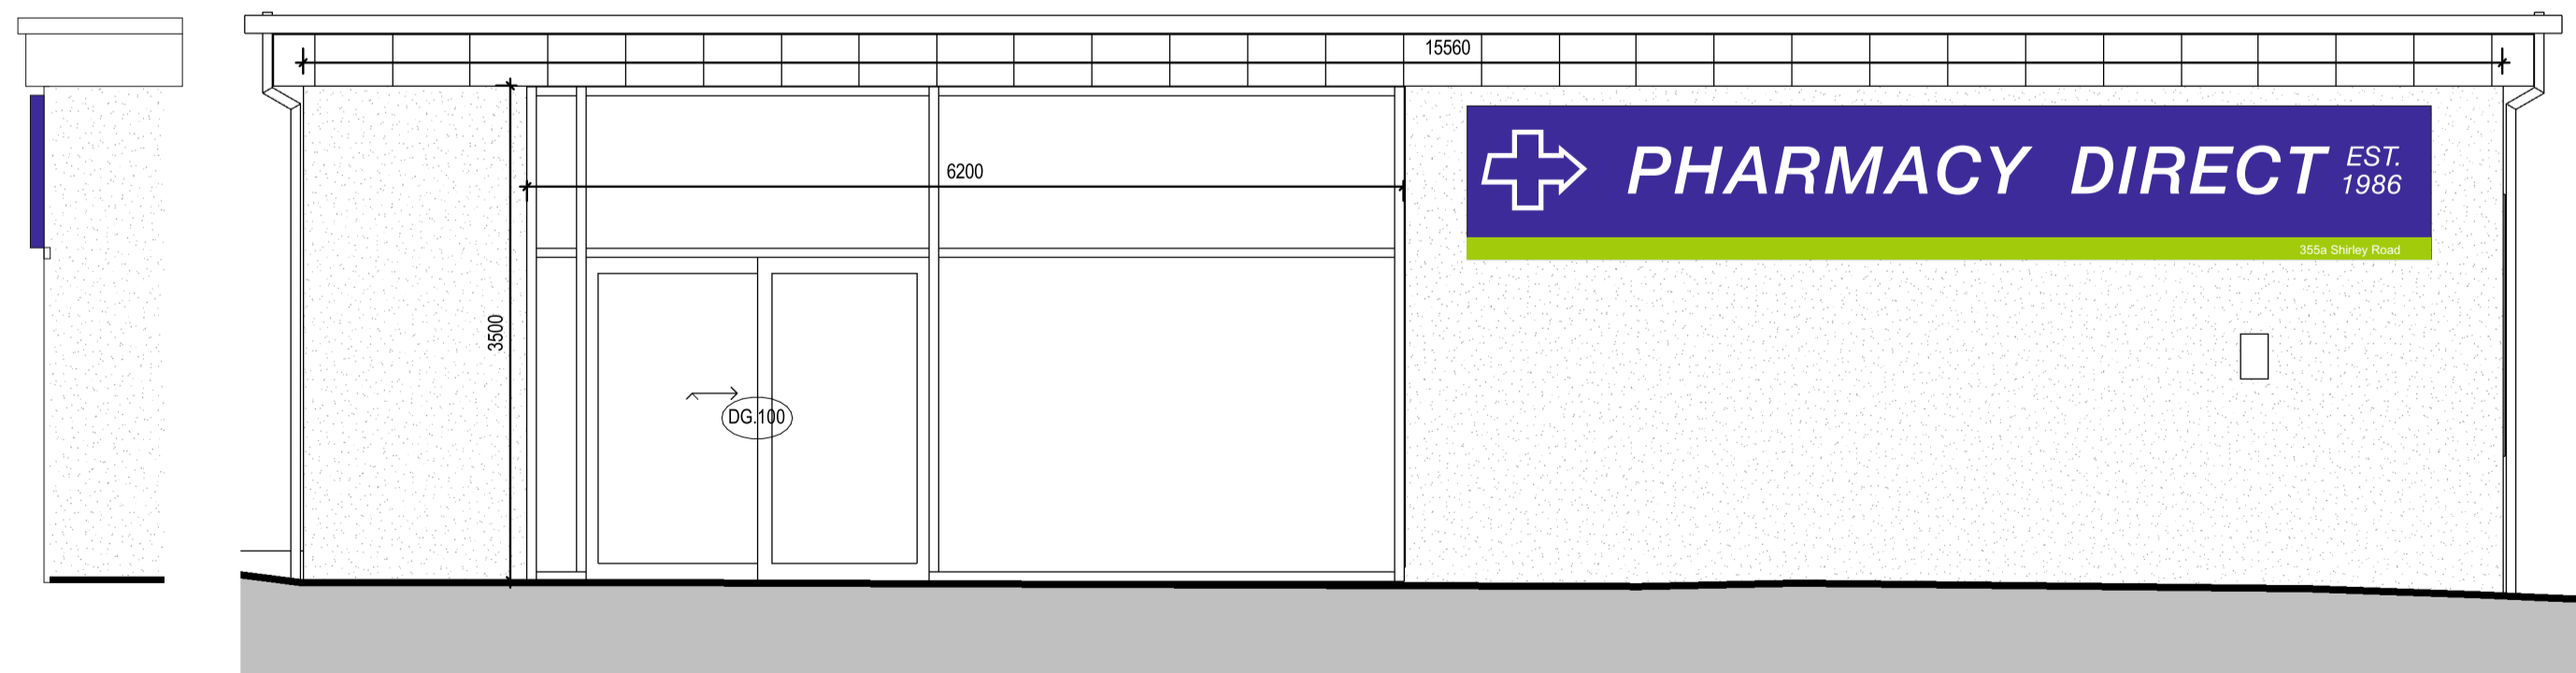 15560
6200
PHARMACY DIRECT
EST.
1986
355a Shirley Road
3500
DG.100